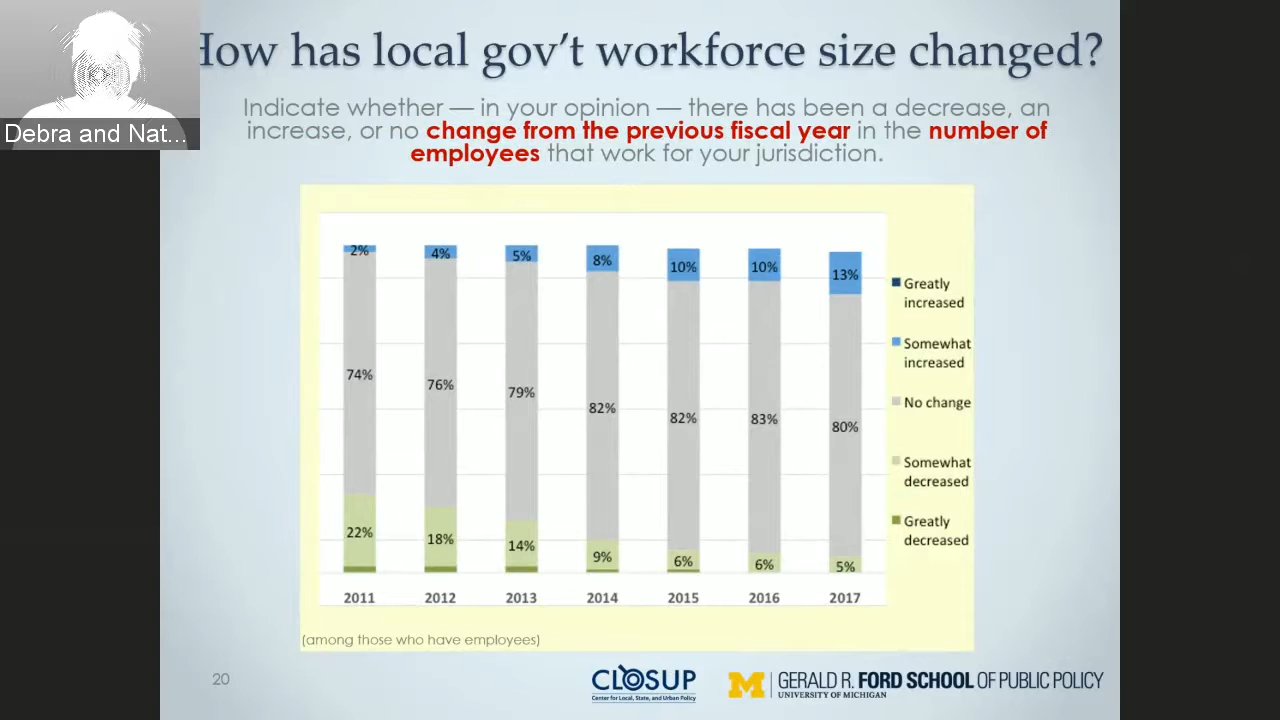 How has local gov't workforce size changed?
Debra and Nat...
Indicate whether — in your opinion — there has been a decrease, an
increase, or no change from the previous fiscal year in the number of
employees that work for your jurisdiction.
2% 4% 5% 8% 10% 10% 13%
74% 76% 79% 82% 82% 83% 80%
22% 18% 14% 9% 6% 6% 5%
2011 2012 2013 2014 2015 2016 2017
Greatly
increased
Somewhat
increased
No change
Somewhat
decreased
Greatly
decreased
(among those who have employees)
20
CLOSUP
Center for Local, State, and Urban Policy
M GERALD R. FORD SCHOOL OF PUBLIC POLICY
UNIVERSITY OF MICHIGAN